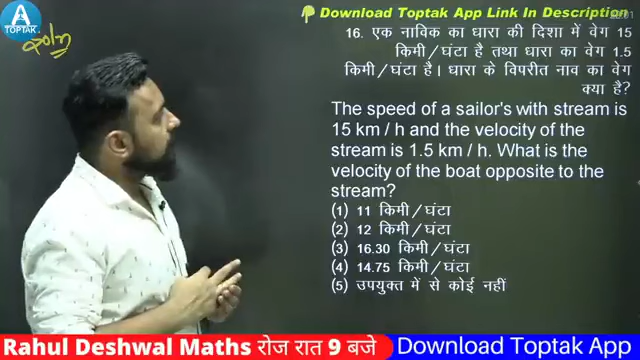 Download Toptak App Link In Description
A
TOPTAK
16. एक नाविक का धारा की दिशा में वेग 15
किमी/घंटा है तथा धारा का वेग 1.5
किमी/घंटा है। धारा के विपरीत नाव का वेग
क्या है?
The speed of a sailor's with stream is
15 km / h and the velocity of the
stream is 1.5 km / h. What is the
velocity of the boat opposite to the
stream?
(1) 11 किमी/घंटा
(2) 12 किमी/घंटा
(3) 16.30 किमी/घंटा
(4) 14.75 किमी/घंटा
(5) उपयुक्त में से कोई नहीं
Rahul Deshwal Maths रोज रात 9 बजे
Download Toptak App